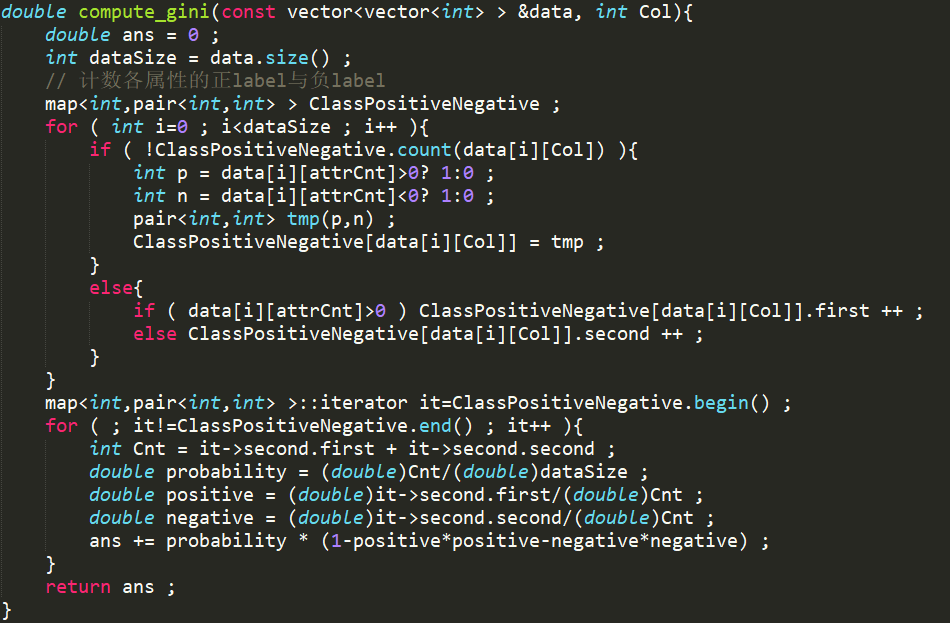 double compute_gini(const vector<vector<int> > &data, int Col){
    double ans = 0 ;
    int dataSize = data.size() ;
    // 计数各属性的正label与负label
    map<int,pair<int,int> > ClassPositiveNegative ;
    for ( int i=0 ; i<dataSize ; i++ ){
        if ( !ClassPositiveNegative.count(data[i][Col]) ){
            int p = data[i][attrCnt]>0? 1:0 ;
            int n = data[i][attrCnt]<0? 1:0 ;
            pair<int,int> tmp(p,n) ;
            ClassPositiveNegative[data[i][Col]] = tmp ;
        }
        else{
            if ( data[i][attrCnt]>0 ) ClassPositiveNegative[data[i][Col]].first ++ ;
            else ClassPositiveNegative[data[i][Col]].second ++ ;
        }
    }
    map<int,pair<int,int> >::iterator it=ClassPositiveNegative.begin() ;
    for ( ; it!=ClassPositiveNegative.end() ; it++ ){
        int Cnt = it->second.first + it->second.second ;
        double probability = (double)Cnt/(double)dataSize ;
        double positive = (double)it->second.first/(double)Cnt ;
        double negative = (double)it->second.second/(double)Cnt ;
        ans += probability * (1-positive*positive-negative*negative) ;
    }
    return ans ;
}